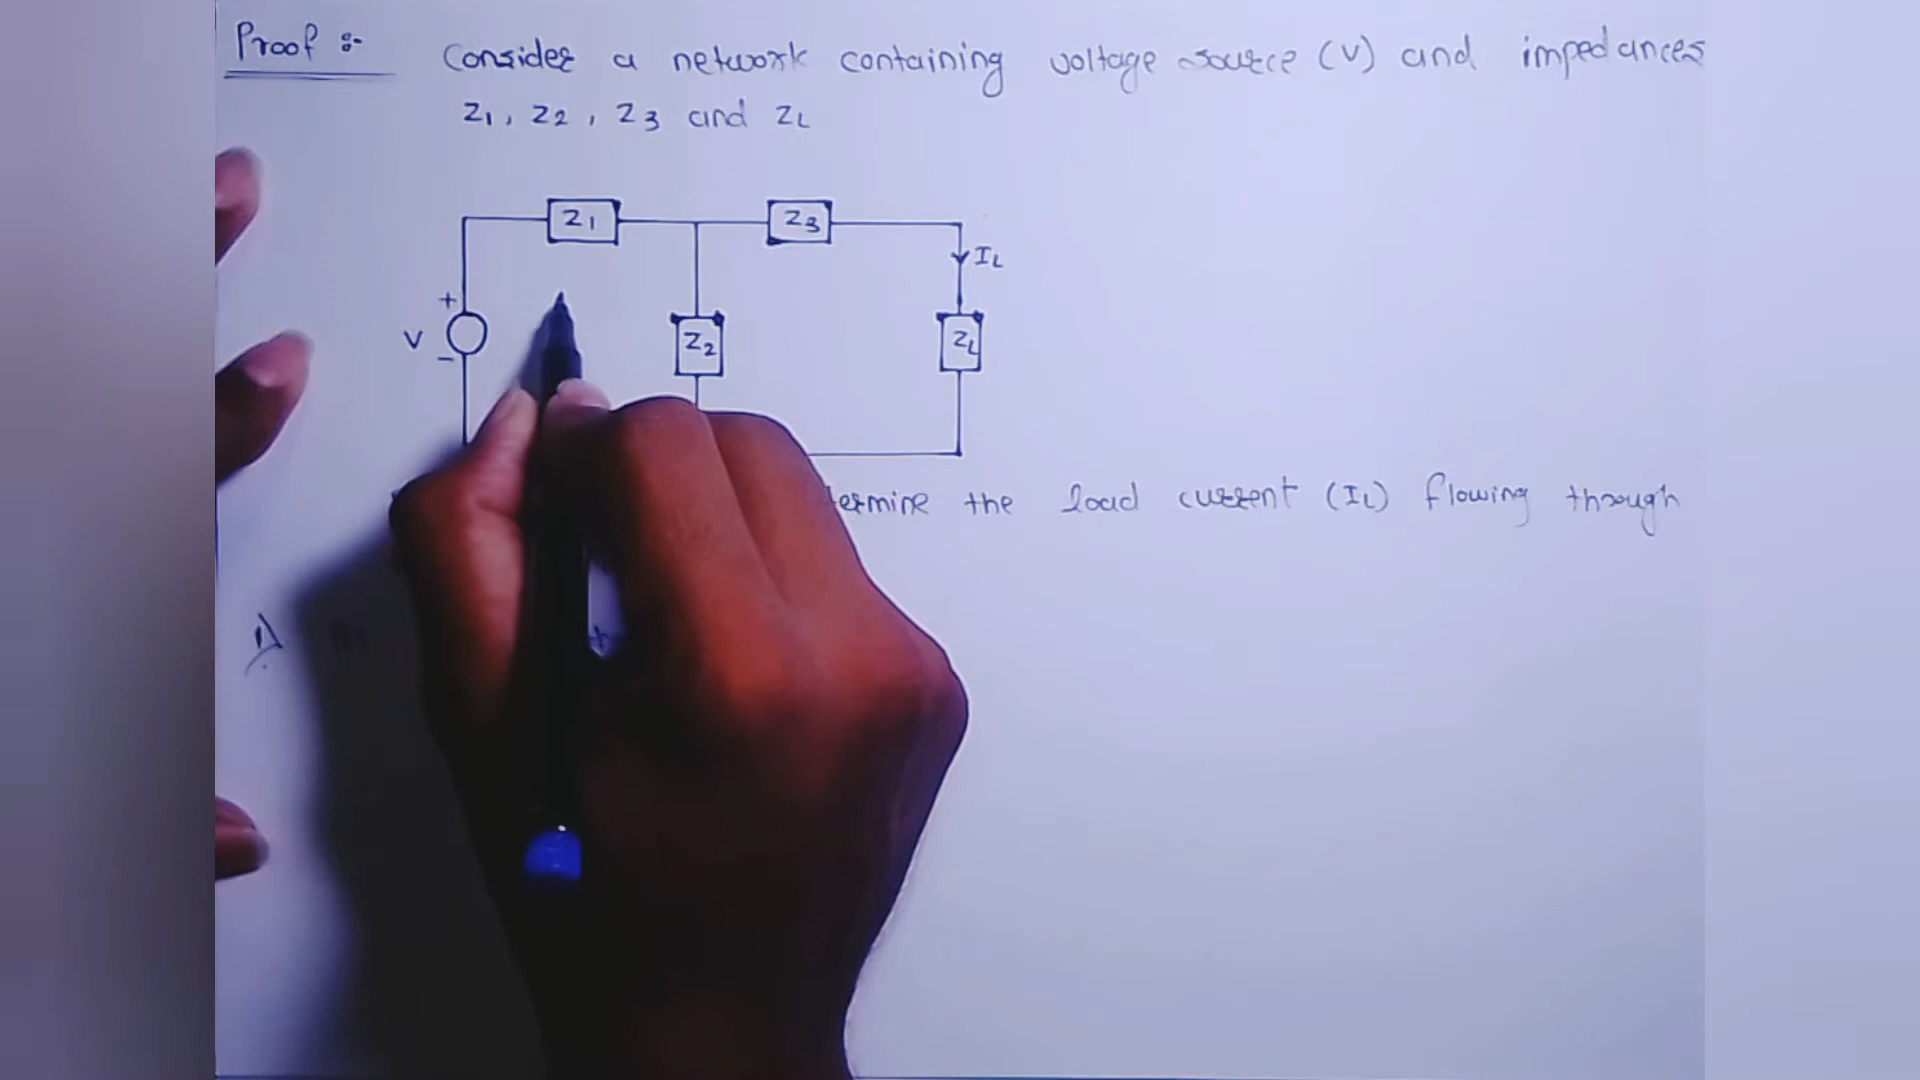 Proof :-
Consider a network containing voltage source (V) and impedances
Z1, Z2, Z3 and ZL
Z1
Z3
IL
+
V
-
Z2
ZL
the load current (IL) flowing through
1)